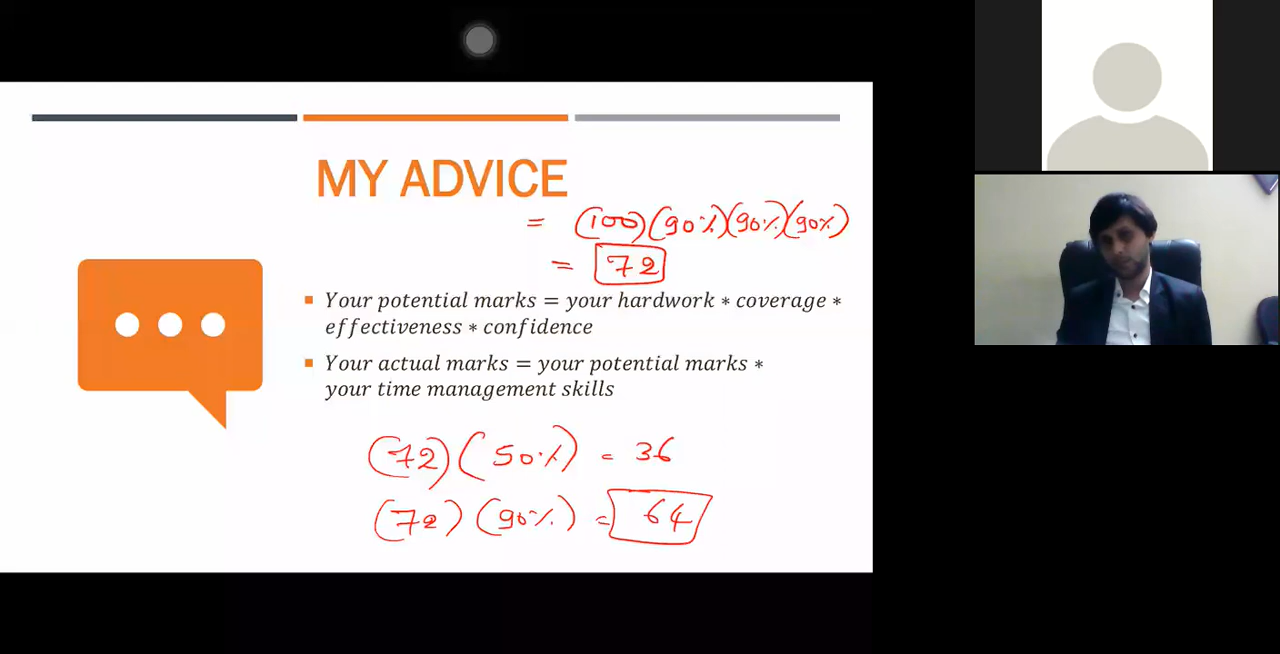 MY ADVICE
= (100)(90%)(90%)(90%)
= 72
Your potential marks = your hardwork * coverage *
effectiveness * confidence
Your actual marks = your potential marks *
your time management skills
(72)(50%) = 36
(72)(90%) = 64